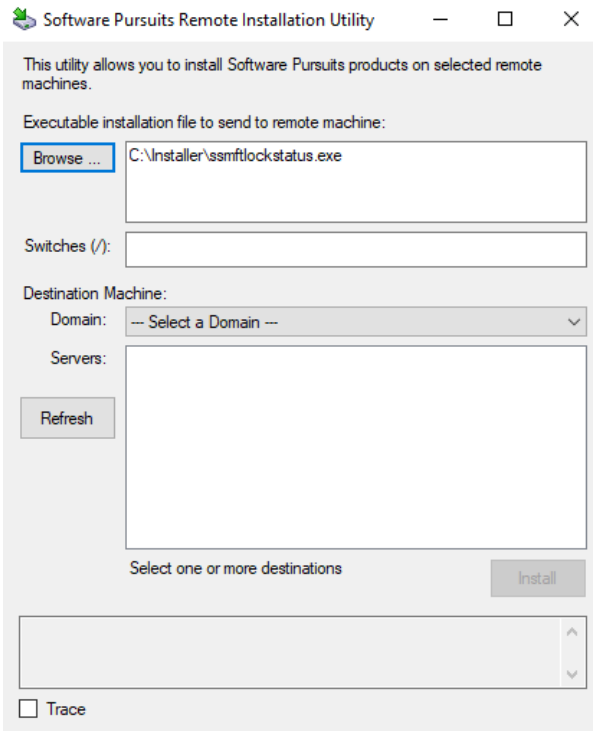 Software Pursuits Remote Installation Utility
This utility allows you to install Software Pursuits products on selected remote
machines.
Executable installation file to send to remote machine:
Browse ...
C:\Installer\ssmftlockstatus.exe
Switches (/):
Destination Machine:
Domain:
--- Select a Domain ---
Servers:
Refresh
Select one or more destinations
Install
Trace